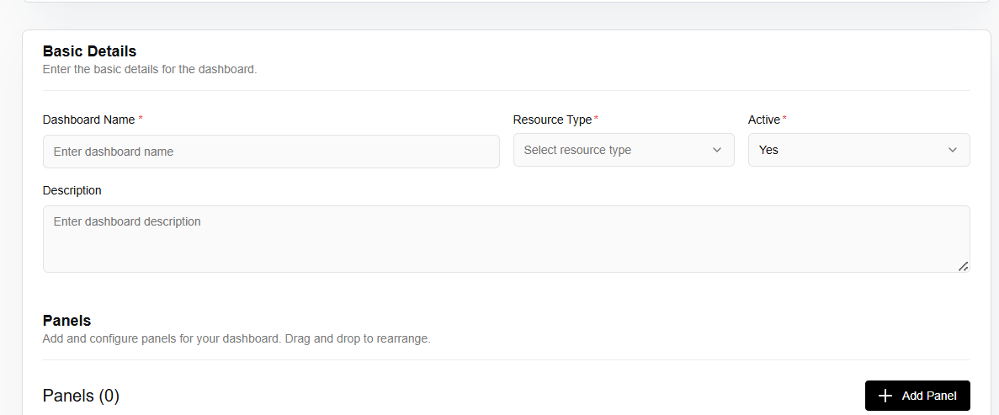 Basic Details
Enter the basic details for the dashboard.
Dashboard Name *
Resource Type *
Active *
Enter dashboard name
Select resource type
Yes
Description
Enter dashboard description
Panels
Add and configure panels for your dashboard. Drag and drop to rearrange.
Panels (0)
Add Panel